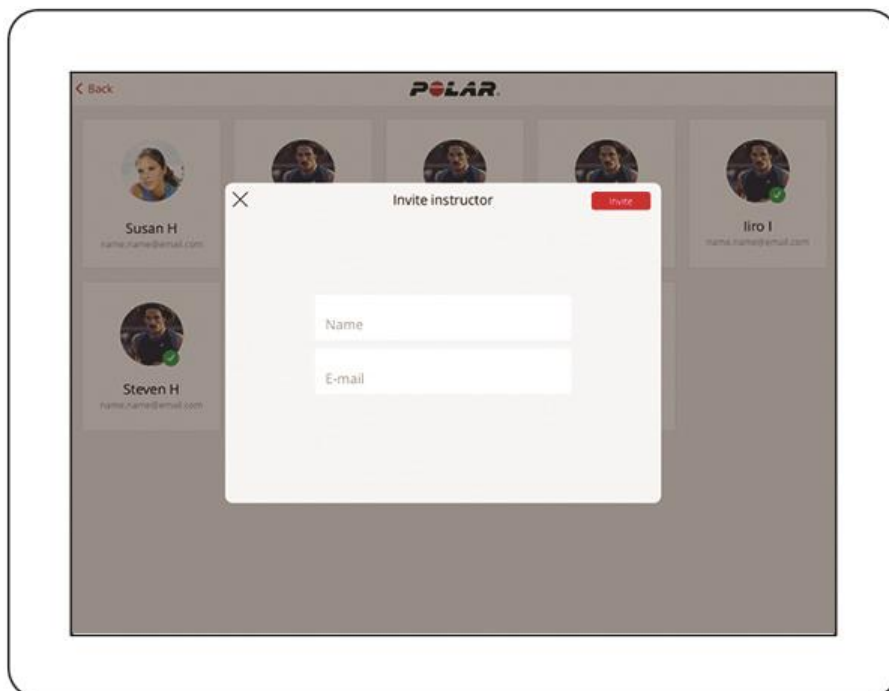 Back
POLAR
Invite instructor
Invite
Susan H
name.name@email.com
Iiro I
name.name@email.com
Name
E-mail
Steven H
name.name@email.com